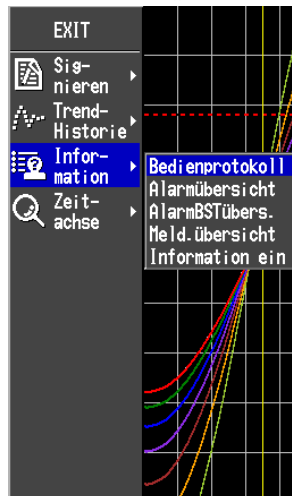 EXIT
Sig-
nieren
Trend-
Historie
Infor-
mation
Zeit-
achse
Bedienprotokoll
Alarmübersicht
AlarmBSTübers.
Meld.übersicht
Information ein